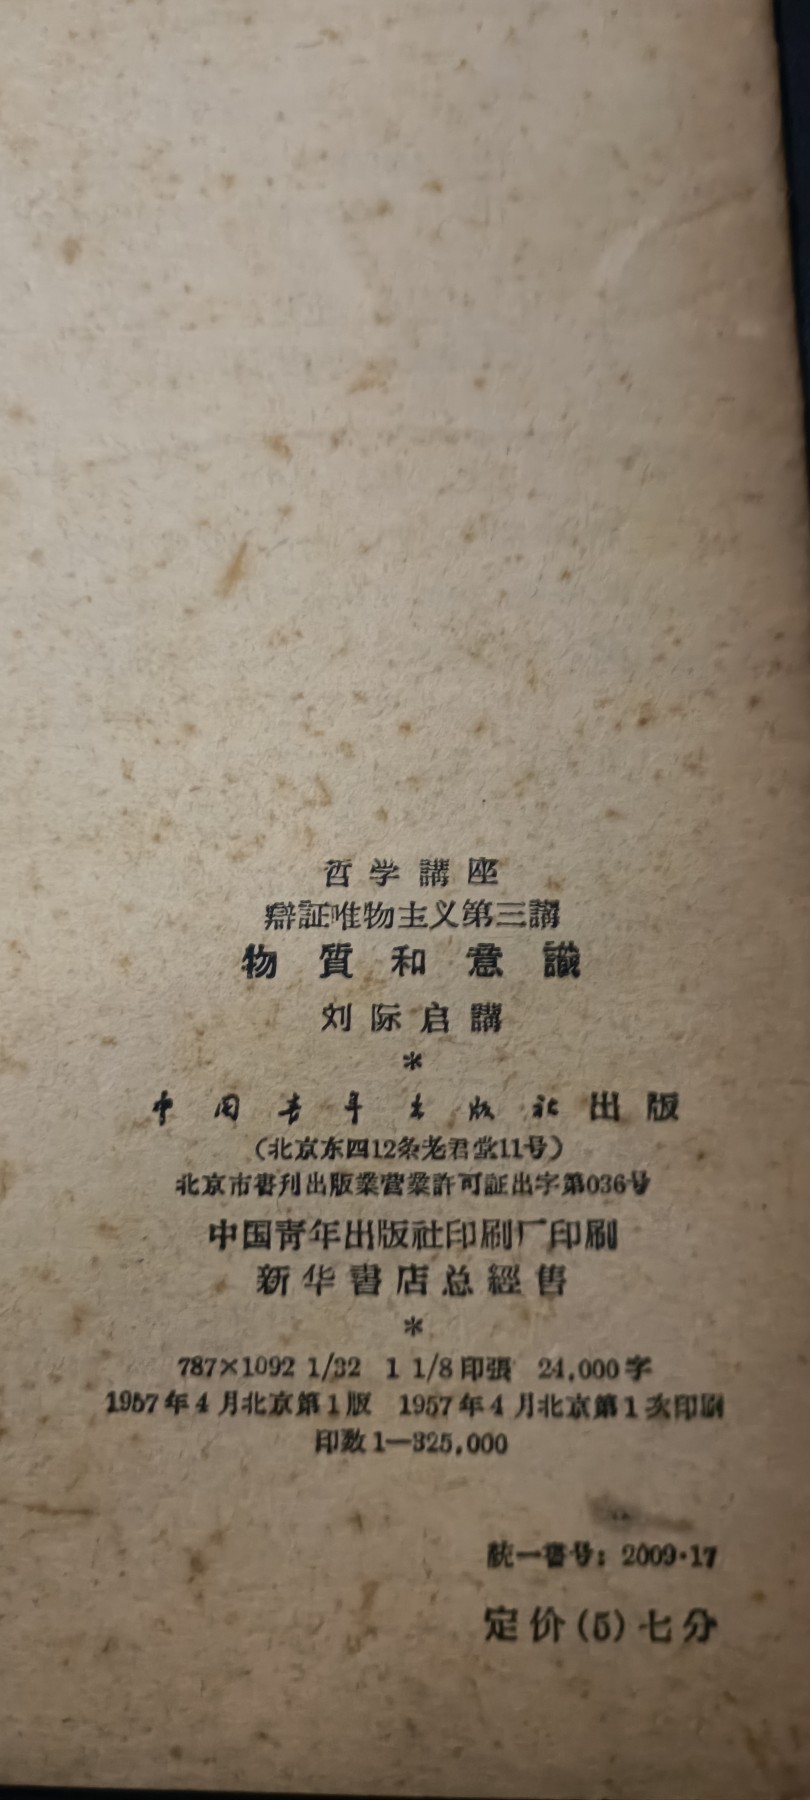 哲学講座
辯証唯物主义第三講
物質和意識
刘际启講
*
中国青年出版社出版
(北京东四12条老君堂11号)
北京市書刊出版業营業許可証出字第036号
中国青年出版社印刷厂印刷
新华書店总經售
*
787×1092 1/32 1 1/8印張 24,000字
1957年4月北京第1版 1957年4月北京第1次印刷
印数1—325,000
統一書号：2009·17
定价(5)七分